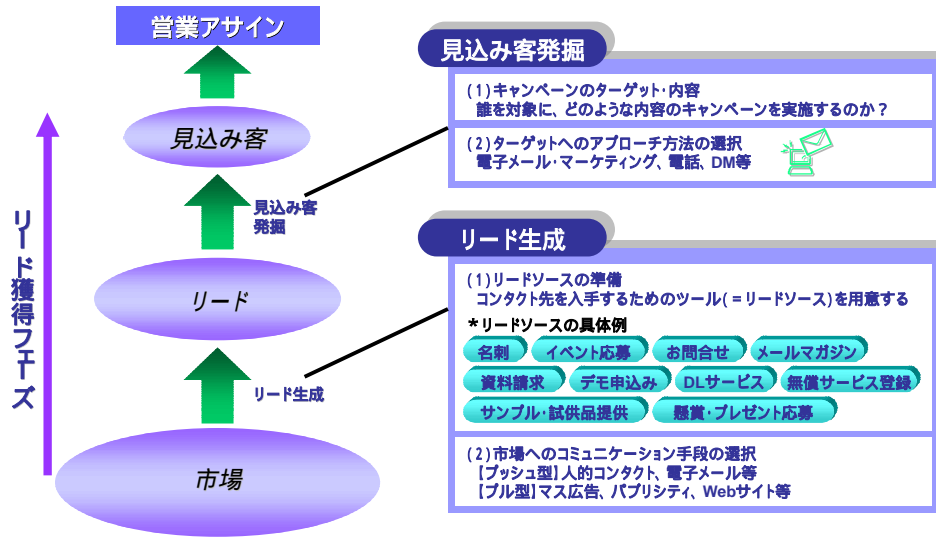 営業アサイン
見込み客
見込み客
発掘
リード
リード生成
市場
リード獲得フェーズ
見込み客発掘
(1)キャンペーンのターゲット・内容
誰を対象に、どのような内容のキャンペーンを実施するのか?
(2)ターゲットへのアプローチ方法の選択
電子メール・マーケティング、電話、DM等
リード生成
(1)リードソースの準備
コンタクト先を入手するためのツール(=リードソース)を用意する
*リードソースの具体例
名刺 イベント応募 お問合せ メールマガジン
資料請求 デモ申込み DLサービス 無償サービス登録
サンプル・試供品提供 懸賞・プレゼント応募
(2)市場へのコミュニケーション手段の選択
【プッシュ型】人的コンタクト、電子メール等
【プル型】マス広告、パブリシティ、Webサイト等